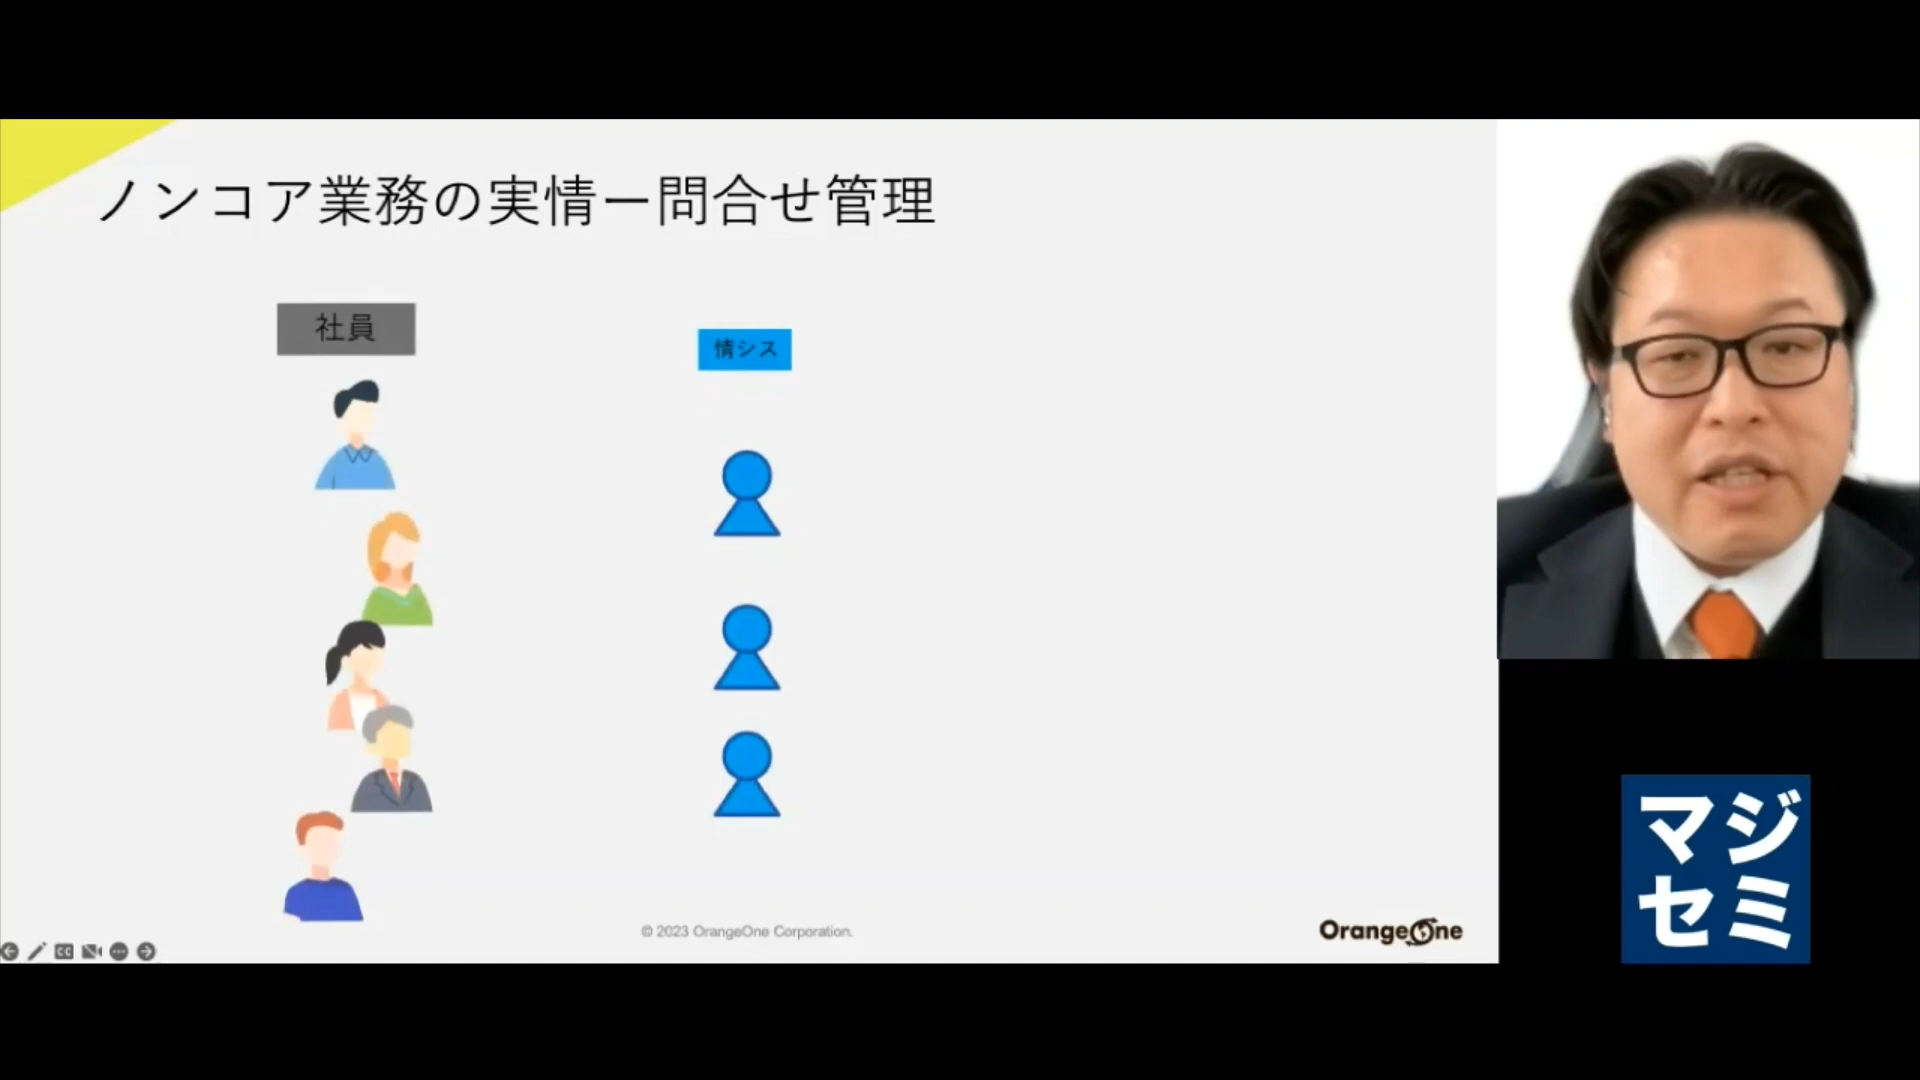 ノンコア業務の実情ー問合せ管理
社員
情シス
© 2023 OrangeOne Corporation.
OrangeOne
CC
マジ
セミ